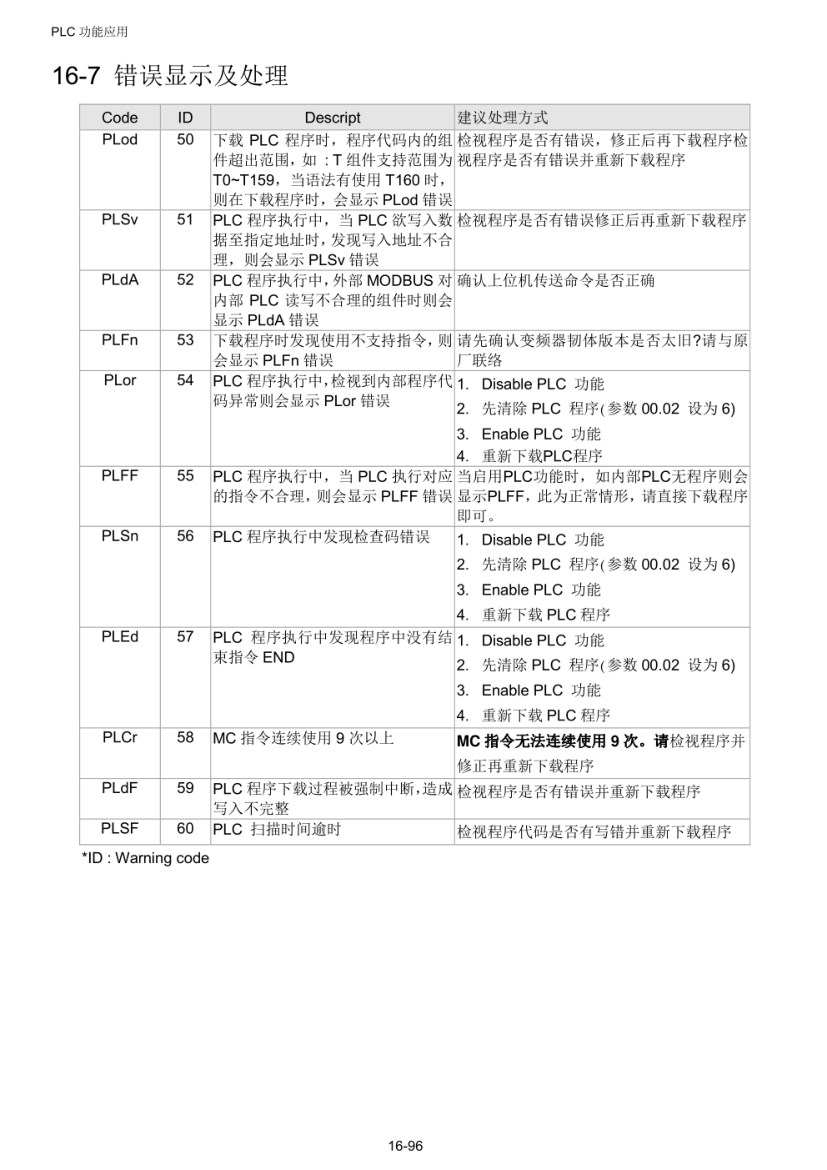 PLC 功能应用
16-7 错误显示及处理
Code ID Descript 建议处理方式
PLod 50 下载 PLC 程序时，程序代码内的组 检视程序是否有错误，修正后再下载程序检
件超出范围，如 : T 组件支持范围为 视程序是否有错误并重新下载程序
T0~T159，当语法有使用 T160 时，
则在下载程序时，会显示 PLod 错误
PLSv 51 PLC 程序执行中，当 PLC 欲写入数 检视程序是否有错误修正后再重新下载程序
据至指定地址时，发现写入地址不合
理，则会显示 PLSv 错误
PLdA 52 PLC 程序执行中，外部 MODBUS 对 确认上位机传送命令是否正确
内部 PLC 读写不合理的组件时则会
显示 PLdA 错误
PLFn 53 下载程序时发现使用不支持指令，则 请先确认变频器韧体版本是否太旧?请与原
会显示 PLFn 错误 厂联络
PLor 54 PLC 程序执行中，检视到内部程序代 1. Disable PLC 功能
码异常则会显示 PLor 错误 2. 先清除 PLC 程序(参数 00.02 设为 6)
3. Enable PLC 功能
4. 重新下载PLC程序
PLFF 55 PLC 程序执行中，当 PLC 执行对应 当启用PLC功能时，如内部PLC无程序则会
的指令不合理，则会显示 PLFF 错误 显示PLFF，此为正常情形，请直接下载程序
即可。
PLSn 56 PLC 程序执行中发现检查码错误 1. Disable PLC 功能
2. 先清除 PLC 程序(参数 00.02 设为 6)
3. Enable PLC 功能
4. 重新下载 PLC 程序
PLEd 57 PLC 程序执行中发现程序中没有结 1. Disable PLC 功能
束指令 END 2. 先清除 PLC 程序(参数 00.02 设为 6)
3. Enable PLC 功能
4. 重新下载 PLC 程序
PLCr 58 MC 指令连续使用 9 次以上 MC 指令无法连续使用 9 次。请检视程序并
修正再重新下载程序
PLdF 59 PLC 程序下载过程被强制中断，造成 检视程序是否有错误并重新下载程序
写入不完整
PLSF 60 PLC 扫描时间逾时 检视程序代码是否有写错并重新下载程序
*ID : Warning code
16-96